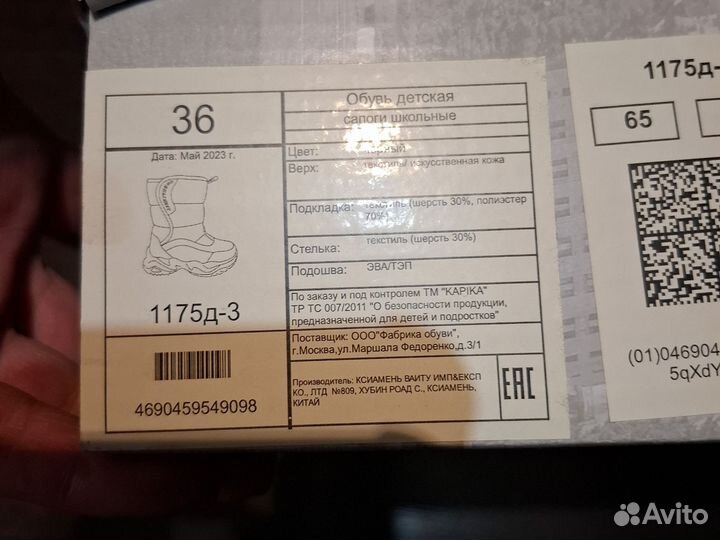 36
Дата: Май 2023 г.
1175д-3
4690459549098
Обувь детская
сапоги школьные
Цвет: черный
Верх: текстиль/ искусственная кожа
Подкладка: текстиль (шерсть 30%, полиэстер
70%)
Стелька: текстиль (шерсть 30%)
Подошва: ЭВА/ТЭП
По заказу и под контролем ТМ "KAPIKA"
ТР ТС 007/2011 "О безопасности продукции,
предназначенной для детей и подростков"
Поставщик: ООО"Фабрика обуви",
г.Москва,ул.Маршала Федоренко,д.3/1
Производитель: КСИАМЕНЬ ВАИТУ ИМП&ЕКСП
КО., ЛТД №809, ХУБИН РОАД С., КСИАМЕНЬ,
КИТАЙ
ЕАС
1175д-
65
(01)046904
5qXdY
Avito